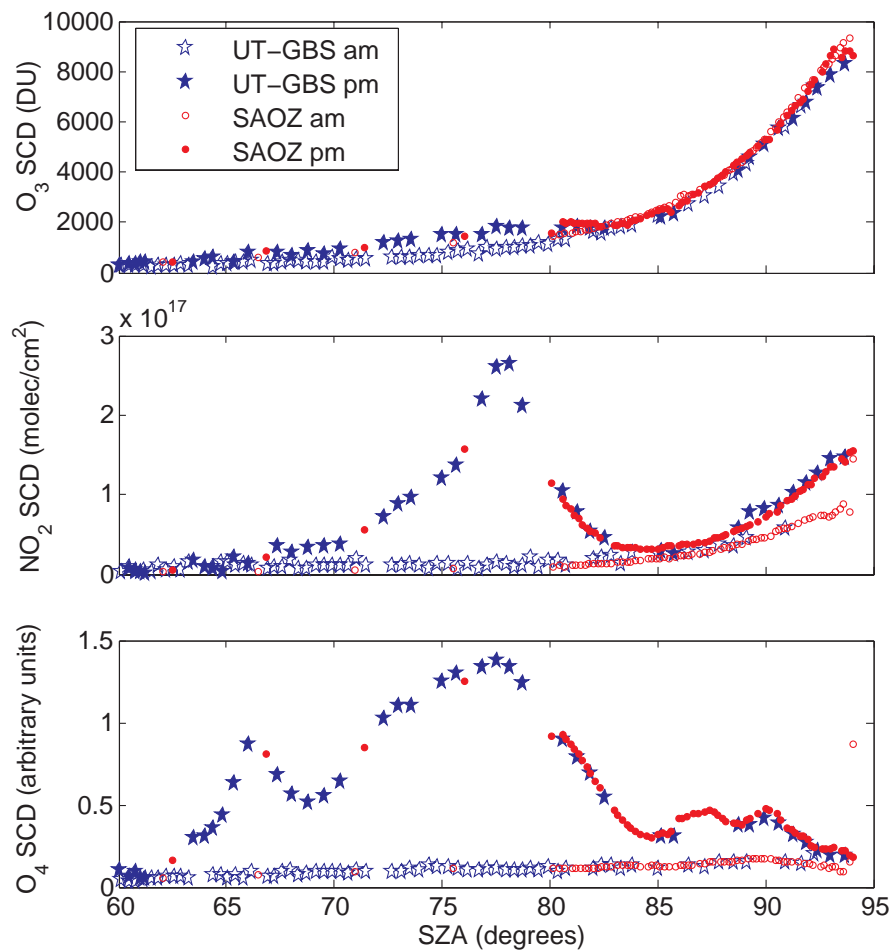 10000
8000
6000
4000
2000
0
O3 SCD (DU)
UT−GBS am
UT−GBS pm
SAOZ am
SAOZ pm
x 10^17
3
2
1
0
NO2 SCD (molec/cm^2)
1.5
1
0.5
0
O4 SCD (arbitrary units)
60 65 70 75 80 85 90 95
SZA (degrees)